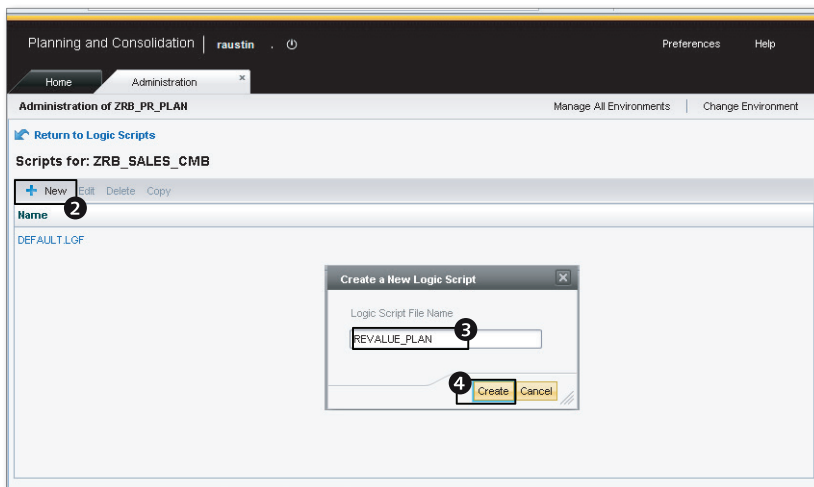 Planning and Consolidation | raustin .
Preferences Help
Home Administration ×
Administration of ZRB_PR_PLAN Manage All Environments | Change Environment
Return to Logic Scripts
Scripts for: ZRB_SALES_CMB
New Edit Delete Copy
2
Name
DEFAULT.LGF
Create a New Logic Script
Logic Script File Name
3
REVALUE_PLAN
4
Create Cancel